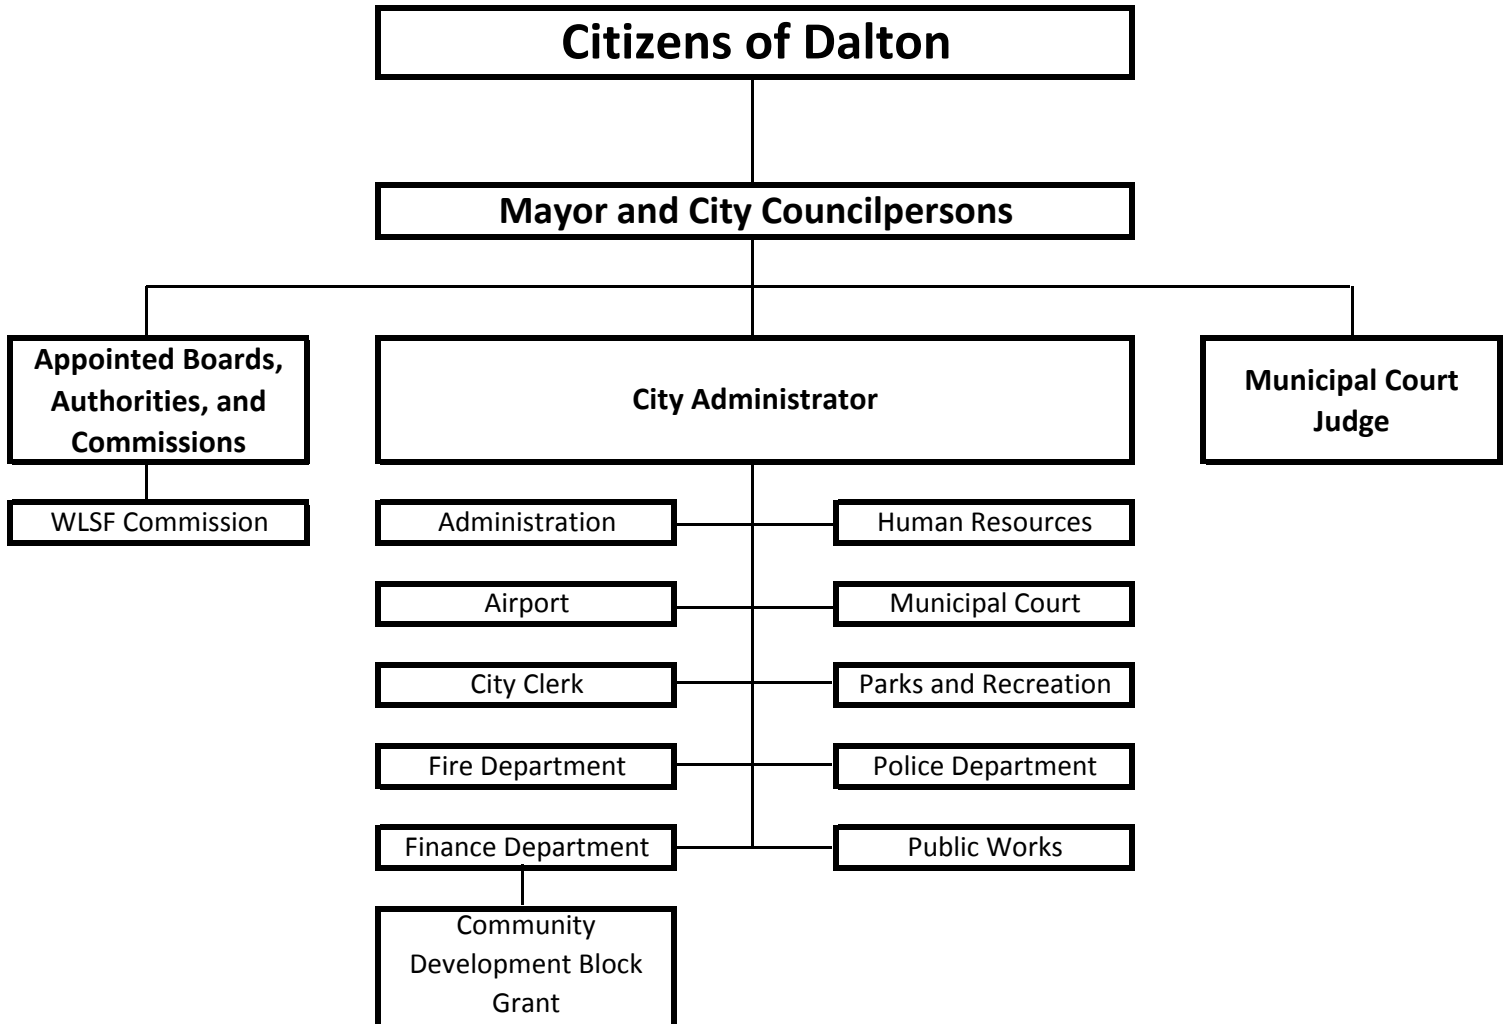 Citizens of Dalton
Mayor and City Councilpersons
Appointed Boards,
Authorities, and
Commissions
City Administrator
Municipal Court
Judge
WLSF Commission
Administration
Human Resources
Airport
Municipal Court
City Clerk
Parks and Recreation
Fire Department
Police Department
Finance Department
Public Works
Community
Development Block
Grant